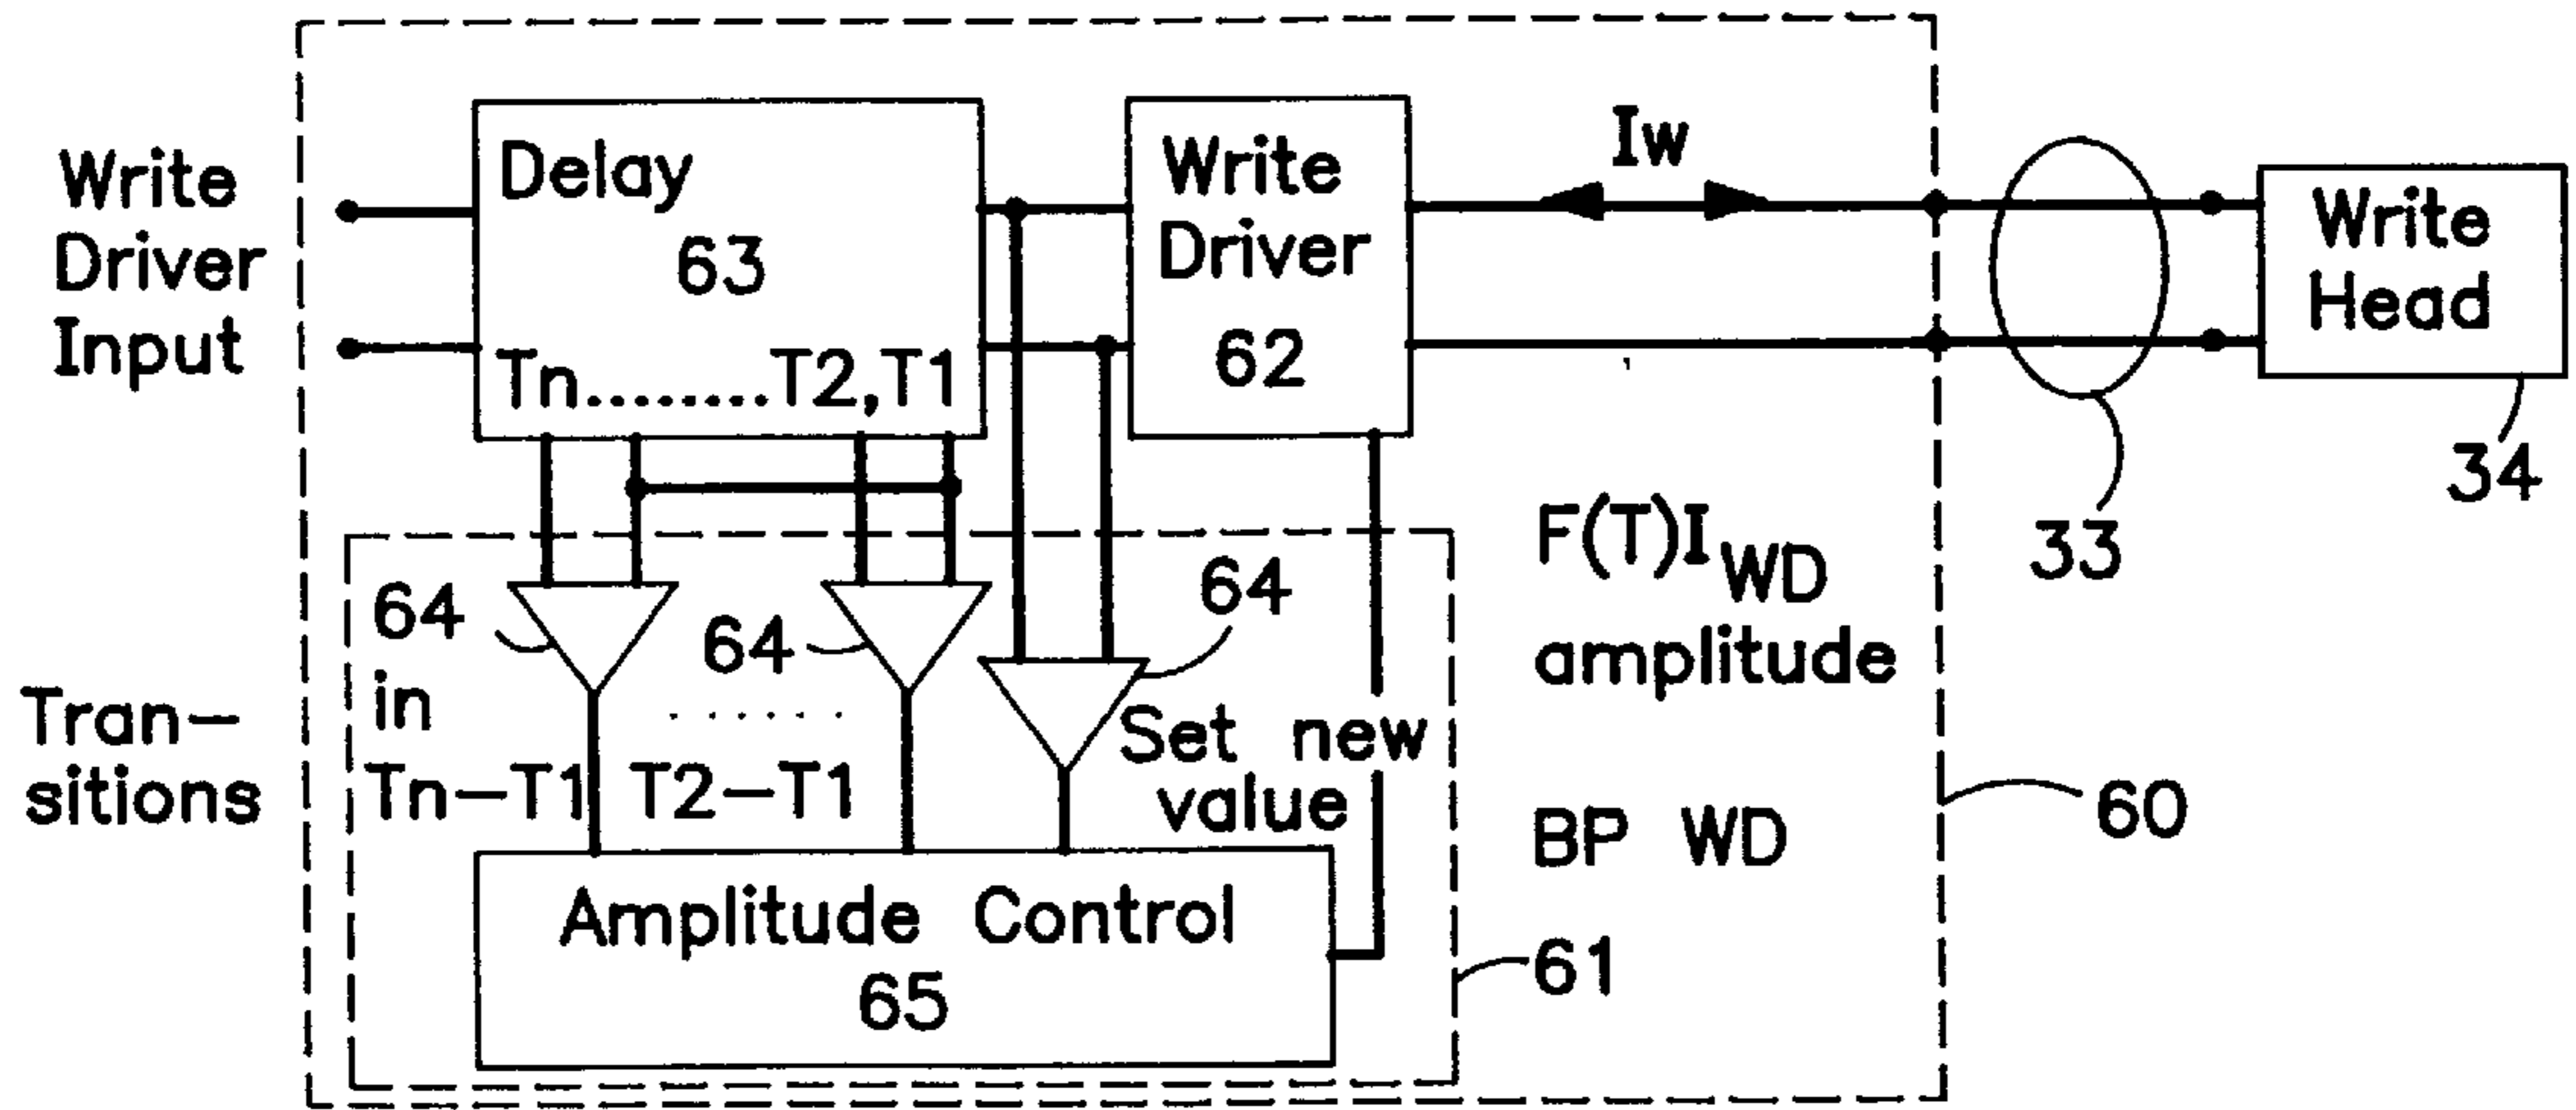 Write
Driver
Input
Delay
63
Tn........T2,T1
Write
Driver
62
Iw
Write
Head
34
33
F(T)I WD
amplitude
BP WD
60
61
64
64
64
in
Tran-
sitions
Tn-T1
.......
T2-T1
Set new
value
Amplitude Control
65